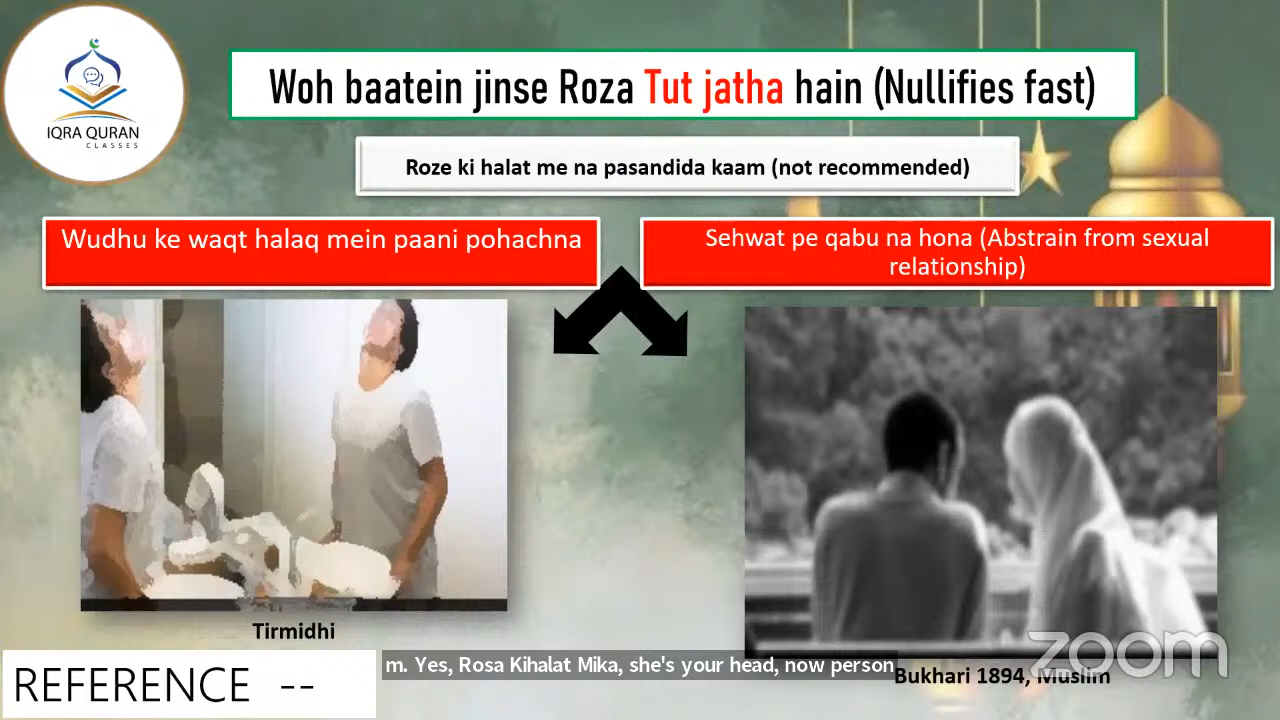 IQRA QURAN
CLASSES
Woh baatein jinse Roza Tut jatha hain (Nullifies fast)
Roze ki halat me na pasandida kaam (not recommended)
Wudhu ke waqt halaq mein paani pohachna
Sehwat pe qabu na hona (Abstrain from sexual
relationship)
Tirmidhi
Bukhari 1894, Muslim
zoom
REFERENCE --
m. Yes, Rosa Kihalat Mika, she's your head, now person